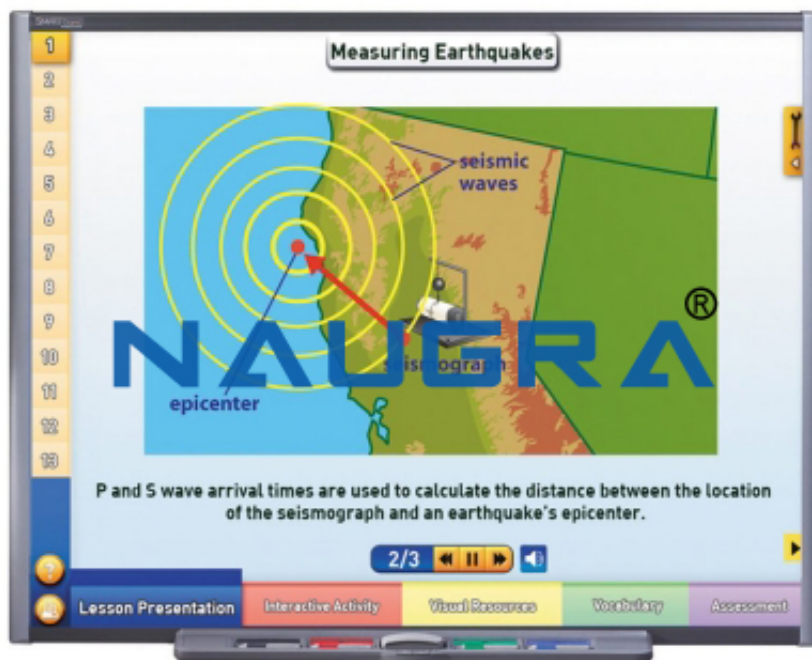 SMART
1
Measuring Earthquakes
2
3
4
5
6
7
8
9
10
11
12
13
seismic
waves
NAUGRA®
seismograph
epicenter
P and S wave arrival times are used to calculate the distance between the location
of the seismograph and an earthquake's epicenter.
2/3
?
Lesson Presentation Interactive Activity Visual Resources Vocabulary Assessment